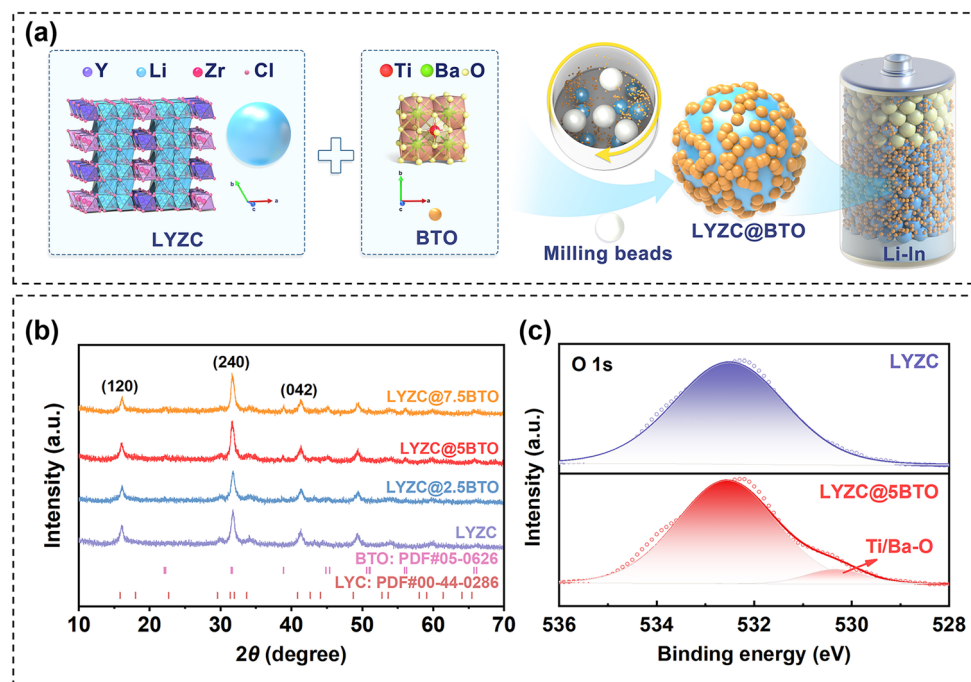 (a)
Y Li Zr Cl
b
a
c
LYZC
Ti Ba O
b
a
c
BTO
Milling beads
LYZC@BTO
Li-In
(b)
Intensity (a.u.)
(120)
(240)
(042)
LYZC@7.5BTO
LYZC@5BTO
LYZC@2.5BTO
LYZC
BTO: PDF#05-0626
LYC: PDF#00-44-0286
10 20 30 40 50 60 70
2θ (degree)
(c)
Intensity (a.u.)
O 1s
LYZC
LYZC@5BTO
Ti/Ba-O
536 534 532 530 528
Binding energy (eV)